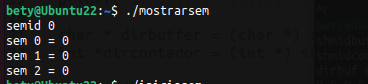 bety@Ubuntu22:~$ ./mostrarsem
semid 0
sem 0 = 0
sem 1 = 0
sem 2 = 0